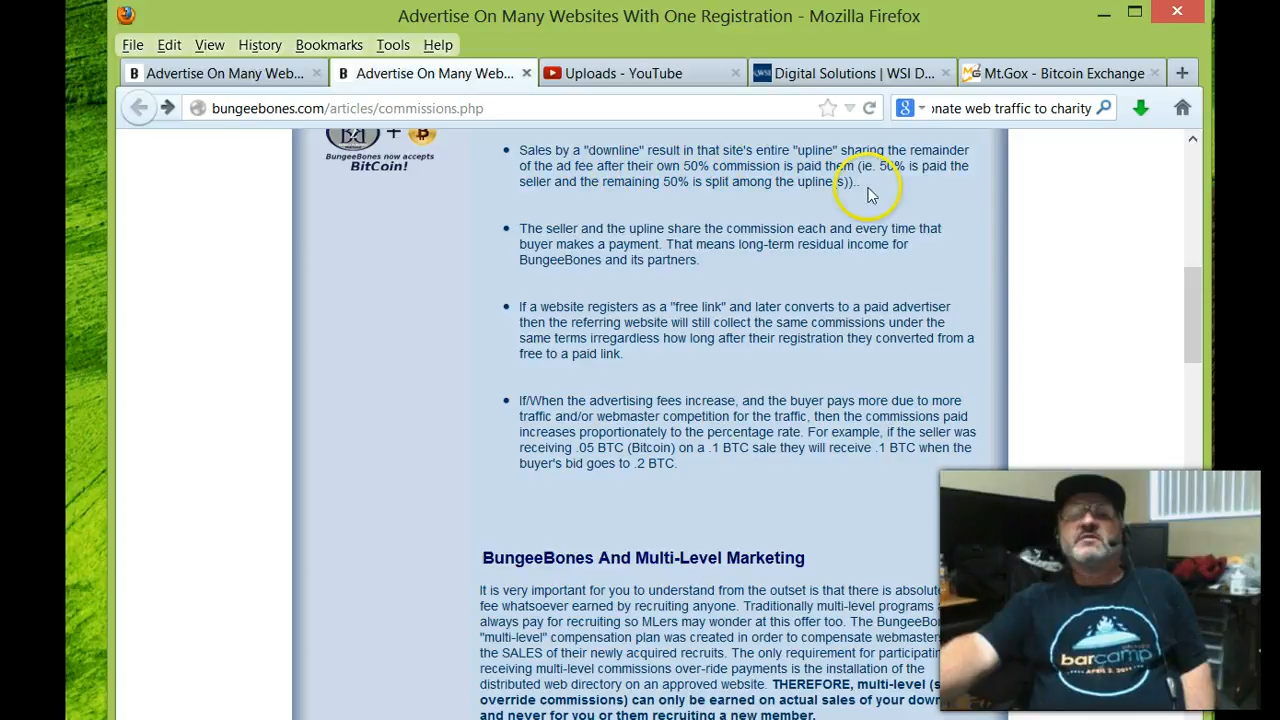 Advertise On Many Websites With One Registration - Mozilla Firefox
File Edit View History Bookmarks Tools Help
Advertise On Many Web...
Advertise On Many Web...
Uploads - YouTube
Digital Solutions | WSI D...
Mt.Gox - Bitcoin Exchange
bungeebones.com/articles/commissions.php
onate web traffic to charity
BungeeBones now accepts
BitCoin!
Sales by a "downline" result in that site's entire "upline" sharing the remainder
of the ad fee after their own 50% commission is paid them (ie. 50% is paid the
seller and the remaining 50% is split among the upline(s))..
The seller and the upline share the commission each and every time that
buyer makes a payment. That means long-term residual income for
BungeeBones and its partners.
If a website registers as a "free link" and later converts to a paid advertiser
then the referring website will still collect the same commissions under the
same terms irregardless how long after their registration they converted from a
free to a paid link.
If/When the advertising fees increase, and the buyer pays more due to more
traffic and/or webmaster competition for the traffic, then the commissions paid
increases proportionately to the percentage rate. For example, if the seller was
receiving .05 BTC (Bitcoin) on a .1 BTC sale they will receive .1 BTC when the
buyer's bid goes to .2 BTC.
BungeeBones And Multi-Level Marketing
It is very important for you to understand from the outset is that there is absolute
fee whatsoever earned by recruiting anyone. Traditionally multi-level programs
always pay for recruiting so MLers may wonder at this offer too. The BungeeBon
"multi-level" compensation plan was created in order to compensate webmaster
the SALES of their newly acquired recruits. The only requirement for participatin
receiving multi-level commissions over-ride payments is the installation of the
distributed web directory on an approved website. THEREFORE, multi-level (s
override commissions) can only be earned on actual sales of your down
and never for you or them recruiting a new member.
barcamp